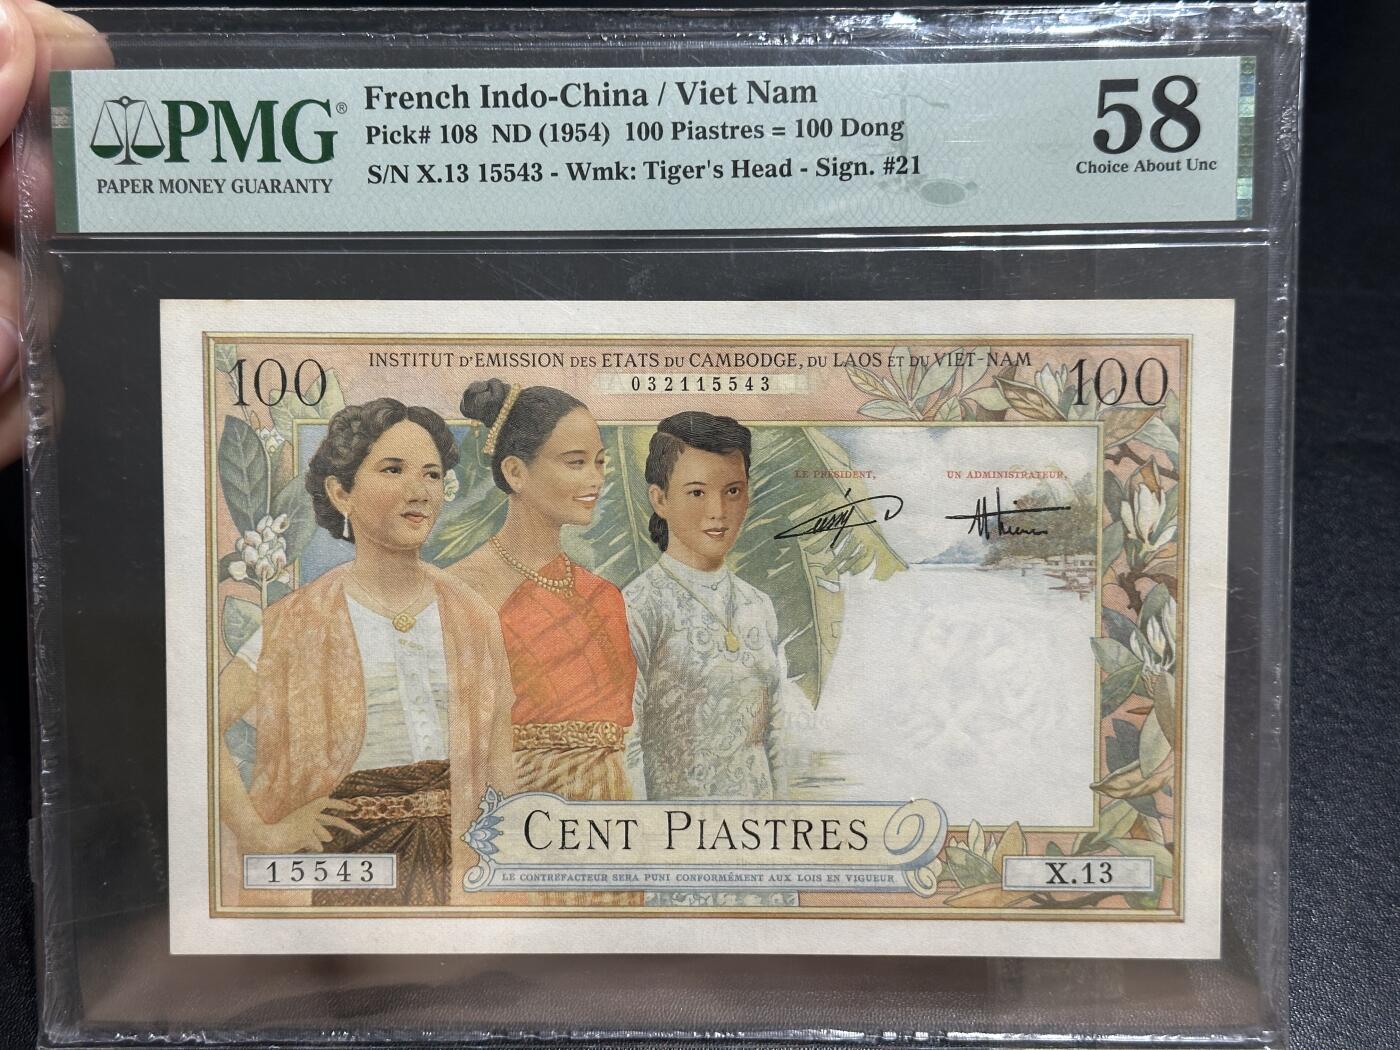 PMG®
PAPER MONEY GUARANTY
French Indo-China / Viet Nam
Pick# 108 ND (1954) 100 Piastres = 100 Dong
S/N X.13 15543 - Wmk: Tiger's Head - Sign. #21
58
Choice About Unc
100
INSTITUT D'EMISSION DES ETATS DU CAMBODGE, DU LAOS ET DU VIET-NAM
100
032115543
LE PRÉSIDENT,
UN ADMINISTRATEUR,
CENT PIASTRES
LE CONTREFACTEUR SERA PUNI CONFORMÉMENT AUX LOIS EN VIGUEUR
15543
X.13